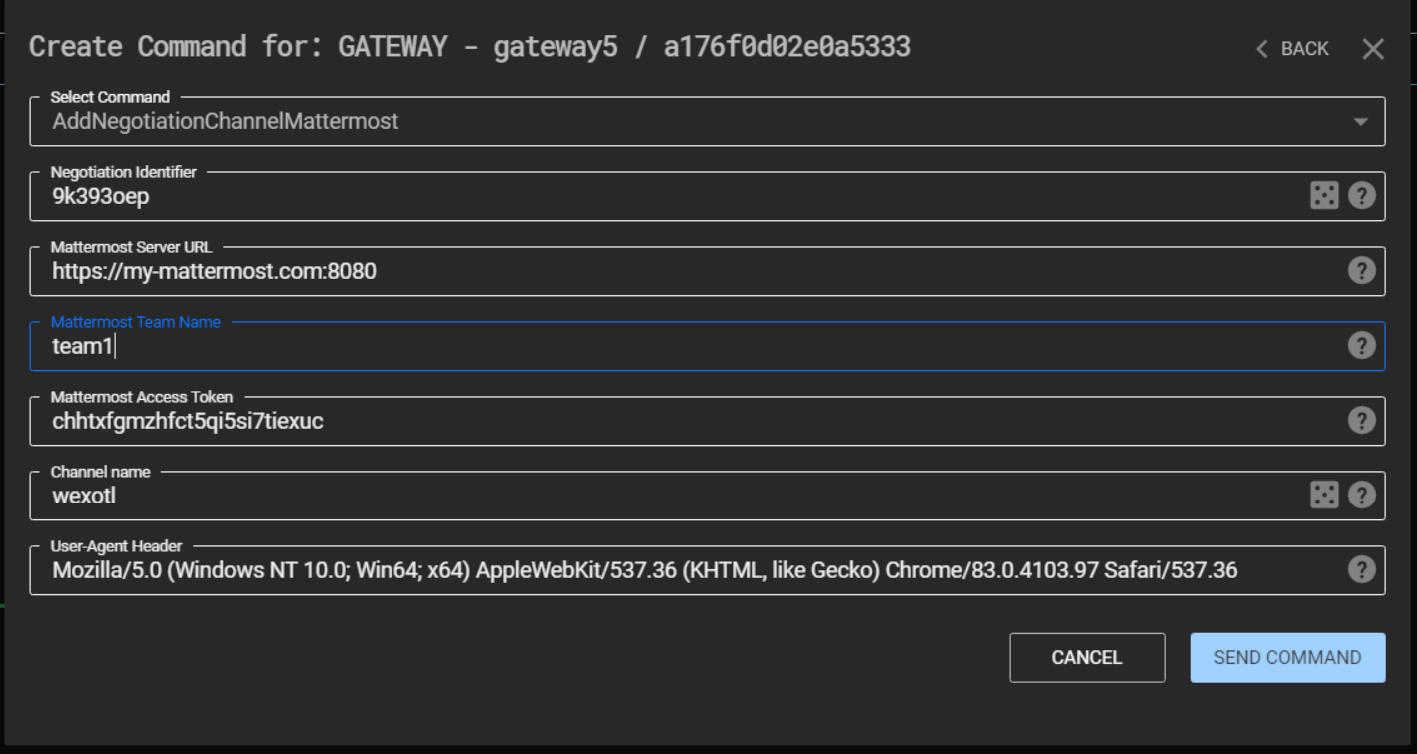 Create Command for: GATEWAY - gateway5 / a176f0d02e0a5333
BACK
Select Command
AddNegotiationChannelMattermost
Negotiation Identifier
9k393oep
Mattermost Server URL
https://my-mattermost.com:8080
Mattermost Team Name
team1
Mattermost Access Token
chhtxfgmzhfct5qi5si7tiexuc
Channel name
wexotl
User-Agent Header
Mozilla/5.0 (Windows NT 10.0; Win64; x64) AppleWebKit/537.36 (KHTML, like Gecko) Chrome/83.0.4103.97 Safari/537.36
CANCEL
SEND COMMAND